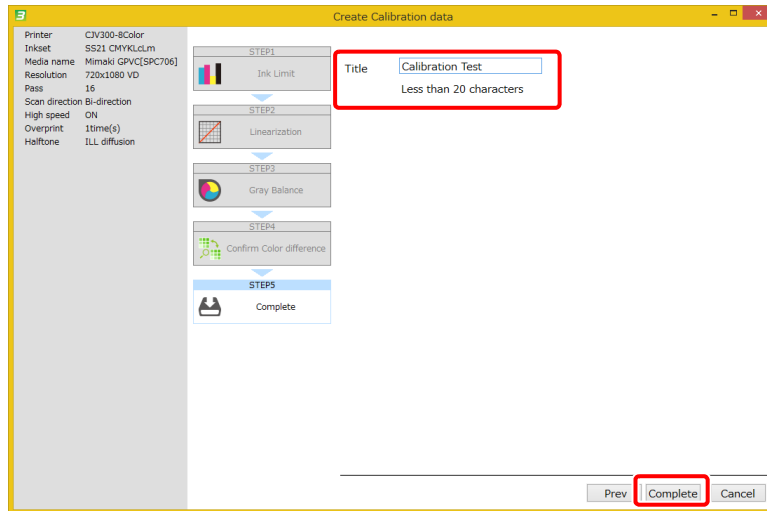 Create Calibration data
Printer CJV300-8Color
Inkset SS21 CMYKLcLm
Media name Mimaki GPVC[SPC706]
Resolution 720x1080 VD
Pass 16
Scan direction Bi-direction
High speed ON
Overprint 1time(s)
Halftone ILL diffusion
STEP1
Ink Limit
STEP2
Linearization
STEP3
Gray Balance
STEP4
Confirm Color difference
STEP5
Complete
Title Calibration Test
Less than 20 characters
Prev Complete Cancel